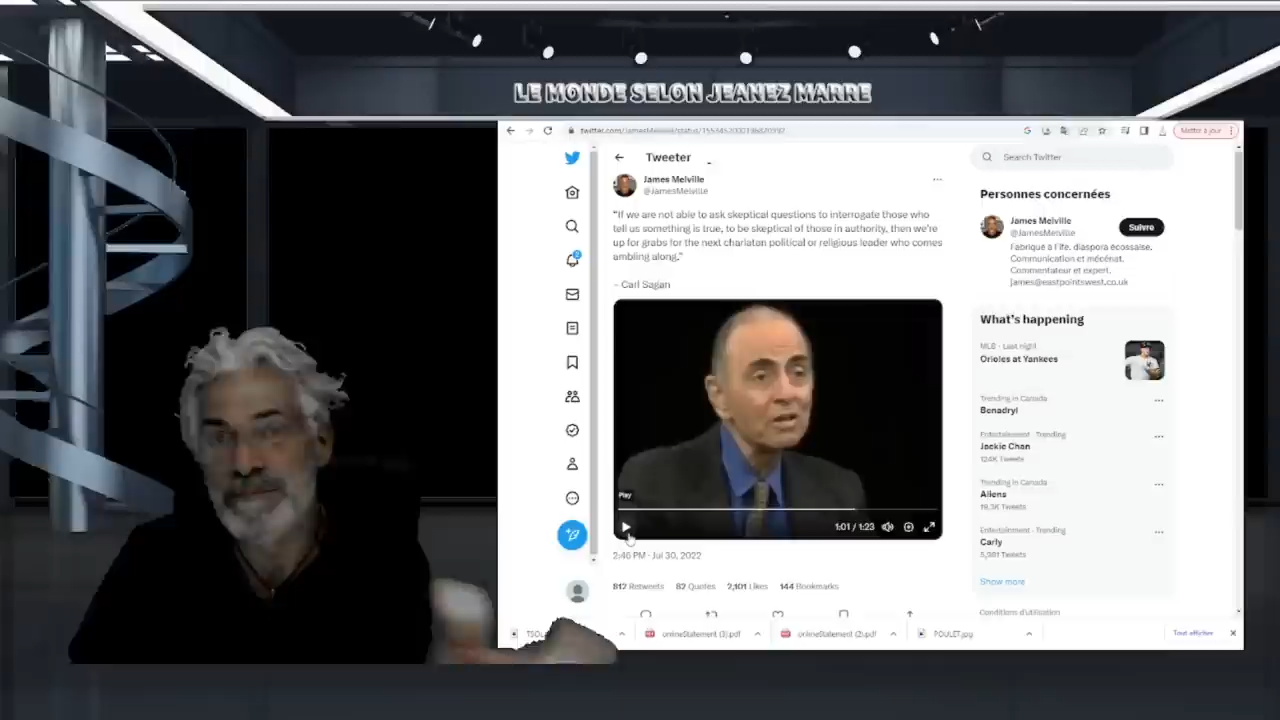 LE MONDE SELON JEANEZ MARRE
Mettre à jour
Tweeter
Search Twitter
James Melville
@JamesMelville
"If we are not able to ask skeptical questions to interrogate those who
tell us something is true, to be skeptical of those in authority, then we're
up for grabs for the next charlatan political or religious leader who comes
ambling along."
– Carl Sagan
Play
1:01 / 1:23
2:46 PM · Jul 30, 2022
812 Retweets 82 Quotes 2,101 Likes 144 Bookmarks
Personnes concernées
James Melville
@JamesMelville
Suivre
Fabriqué à Fife, diaspora écossaise.
Communication et mécénat.
Commentateur et expert.
james@eastpointswest.co.uk
What's happening
MLB · Last night
Orioles at Yankees
Trending in Canada
Benadryl
Entertainment · Trending
Jackie Chan
Tweets
Trending in Canada
Aliens
Tweets
Entertainment · Trending
Carly
Tweets
Show more
Conditions d'utilisation
onlineStatement (3).pdf
onlineStatement (2).pdf
POULET.jpg
Tout afficher